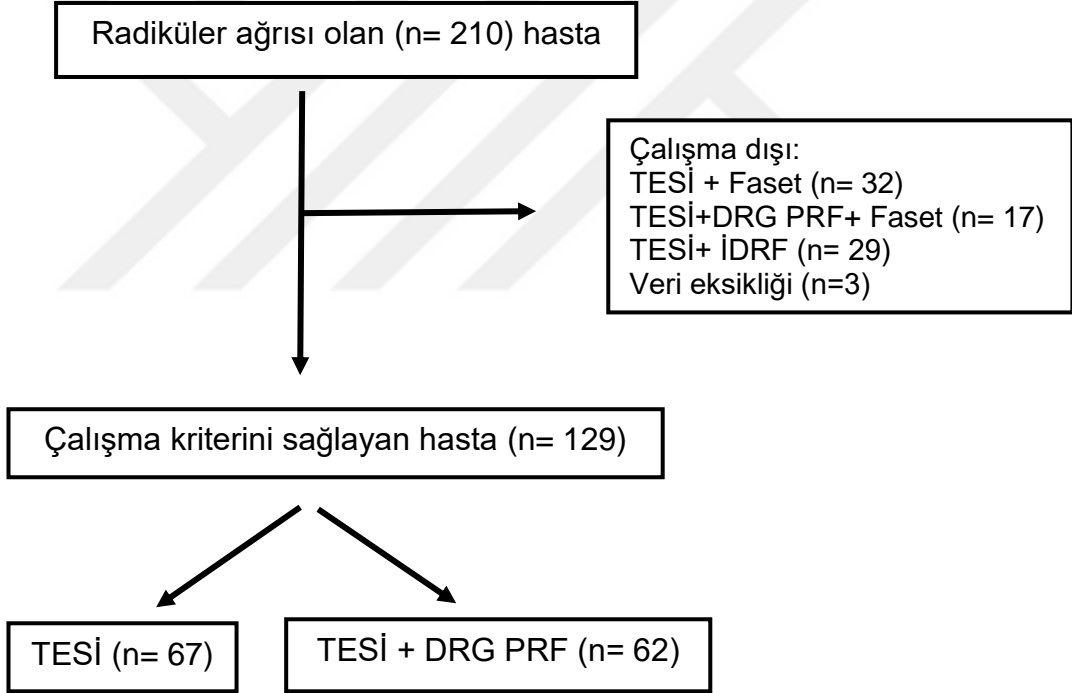 Radiküler ağrısı olan (n= 210) hasta
Çalışma dışı:
TESİ + Faset (n= 32)
TESİ+DRG PRF+ Faset (n= 17)
TESİ+ İDRF (n= 29)
Veri eksikliği (n=3)
Çalışma kriterini sağlayan hasta (n= 129)
TESİ (n= 67)
TESİ + DRG PRF (n= 62)